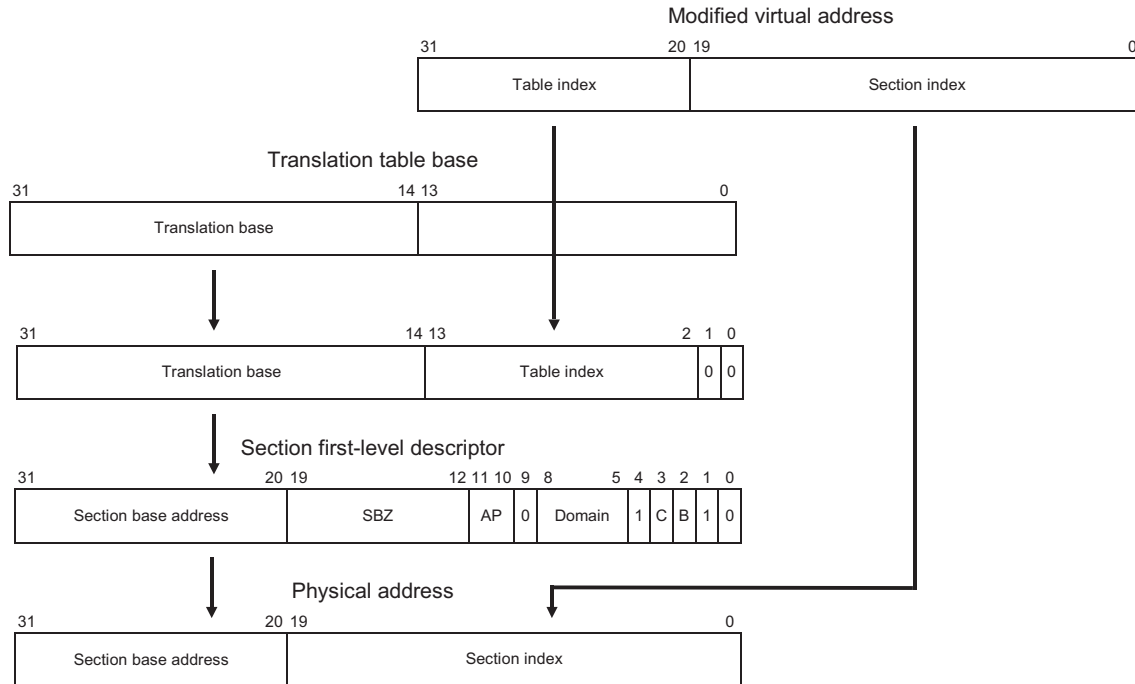 Modified virtual address
31 20 19 0
Table index Section index
Translation table base
31 14 13 0
Translation base
31 14 13 2 1 0
Translation base Table index 0 0
Section first-level descriptor
31 20 19 12 11 10 9 8 5 4 3 2 1 0
Section base address SBZ AP 0 Domain 1 C B 1 0
Physical address
31 20 19 0
Section base address Section index